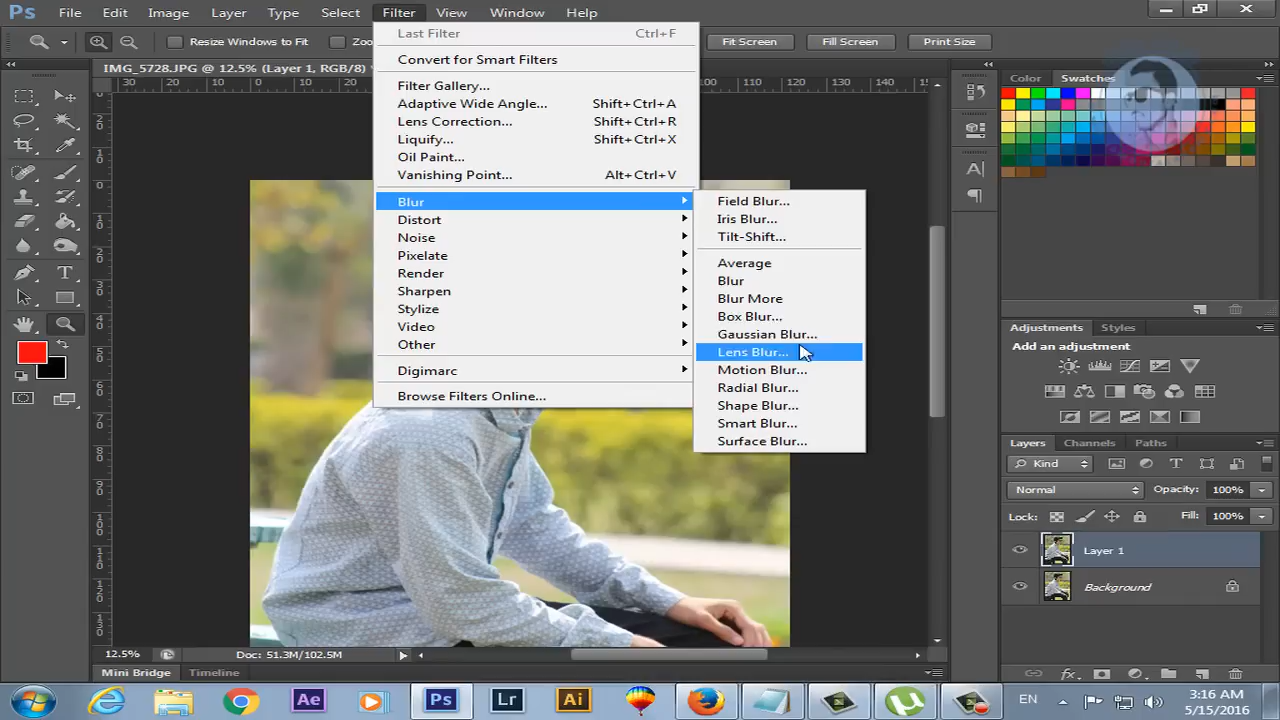 Ps File Edit Image Layer Type Select Filter View Window Help
Resize Windows to Fit Zoo Fit Screen Fill Screen Print Size
IMG_5728.JPG @ 12.5% (Layer 1, RGB/8) *
30 20 10 0 100 110 120 130 140 15
Last Filter Ctrl+F
Convert for Smart Filters
Filter Gallery...
Adaptive Wide Angle... Shift+Ctrl+A
Lens Correction... Shift+Ctrl+R
Liquify... Shift+Ctrl+X
Oil Paint...
Vanishing Point... Alt+Ctrl+V
Blur
Distort
Noise
Pixelate
Render
Sharpen
Stylize
Video
Other
Digimarc
Browse Filters Online...
Field Blur...
Iris Blur...
Tilt-Shift...
Average
Blur
Blur More
Box Blur...
Gaussian Blur...
Lens Blur...
Motion Blur...
Radial Blur...
Shape Blur...
Smart Blur...
Surface Blur...
Color Swatches
Adjustments Styles
Add an adjustment
Layers Channels Paths
Kind
Normal Opacity: 100%
Lock: Fill: 100%
Layer 1
Background
12.5% Doc: 51.3M/102.5M
Mini Bridge Timeline
Ae Ps Lr Ai EN 3:16 AM
5/15/2016